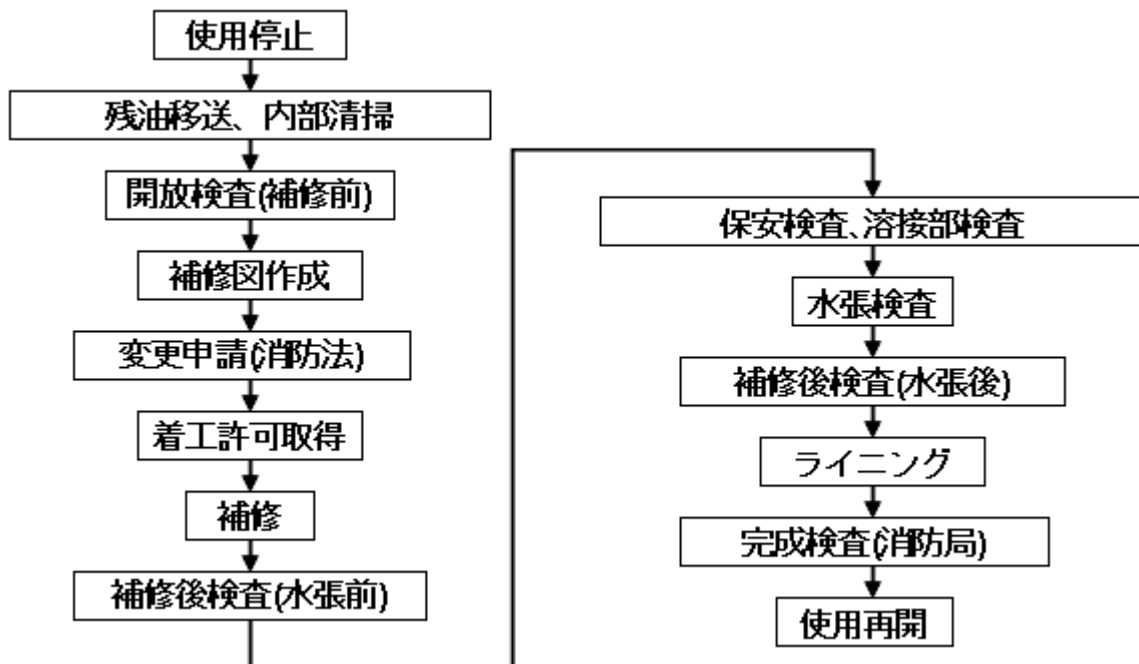 使用停止
残油移送、内部清掃
開放検査(補修前)
補修図作成
変更申請(消防法)
着工許可取得
補修
補修後検査(水張前)
保安検査、溶接部検査
水張検査
補修後検査(水張後)
ライニング
完成検査(消防局)
使用再開